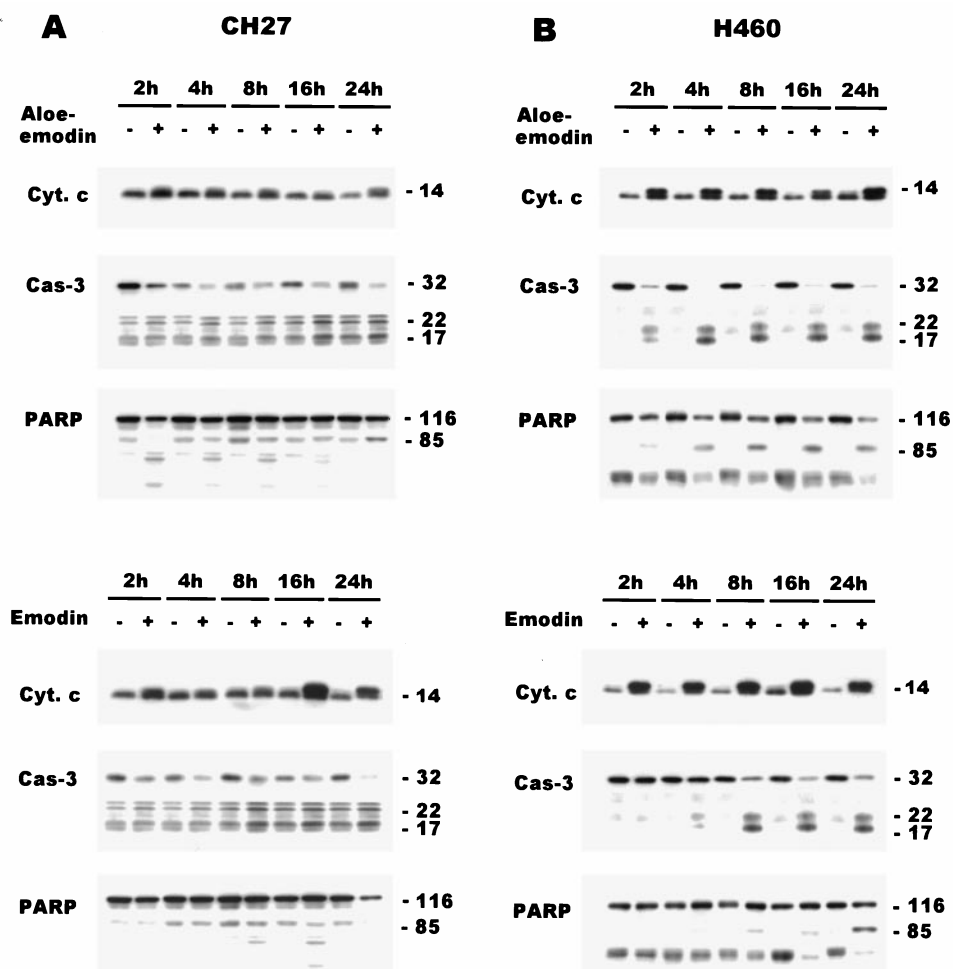 A CH27
2h 4h 8h 16h 24h
Aloe-
emodin - + - + - + - + - +
Cyt. c - 14
Cas-3 - 32
- 22
- 17
PARP - 116
- 85
2h 4h 8h 16h 24h
Emodin - + - + - + - + - +
Cyt. c - 14
Cas-3 - 32
- 22
- 17
PARP - 116
- 85
B H460
2h 4h 8h 16h 24h
Aloe-
emodin - + - + - + - + - +
Cyt. c - 14
Cas-3 - 32
- 22
- 17
PARP - 116
- 85
2h 4h 8h 16h 24h
Emodin - + - + - + - + - +
Cyt. c - 14
Cas-3 - 32
- 22
- 17
PARP - 116
- 85